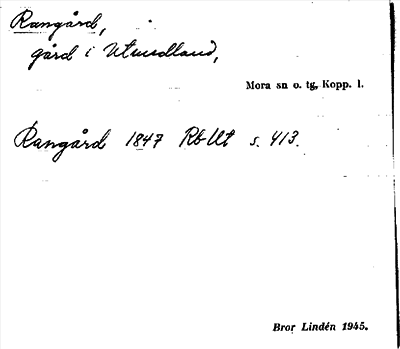 Rangård,
gård i Utmedland,
Mora sn o. tg, Kopp. l.
Rangård 1847 RbUt s. 413.
Bror Lindén 1945.